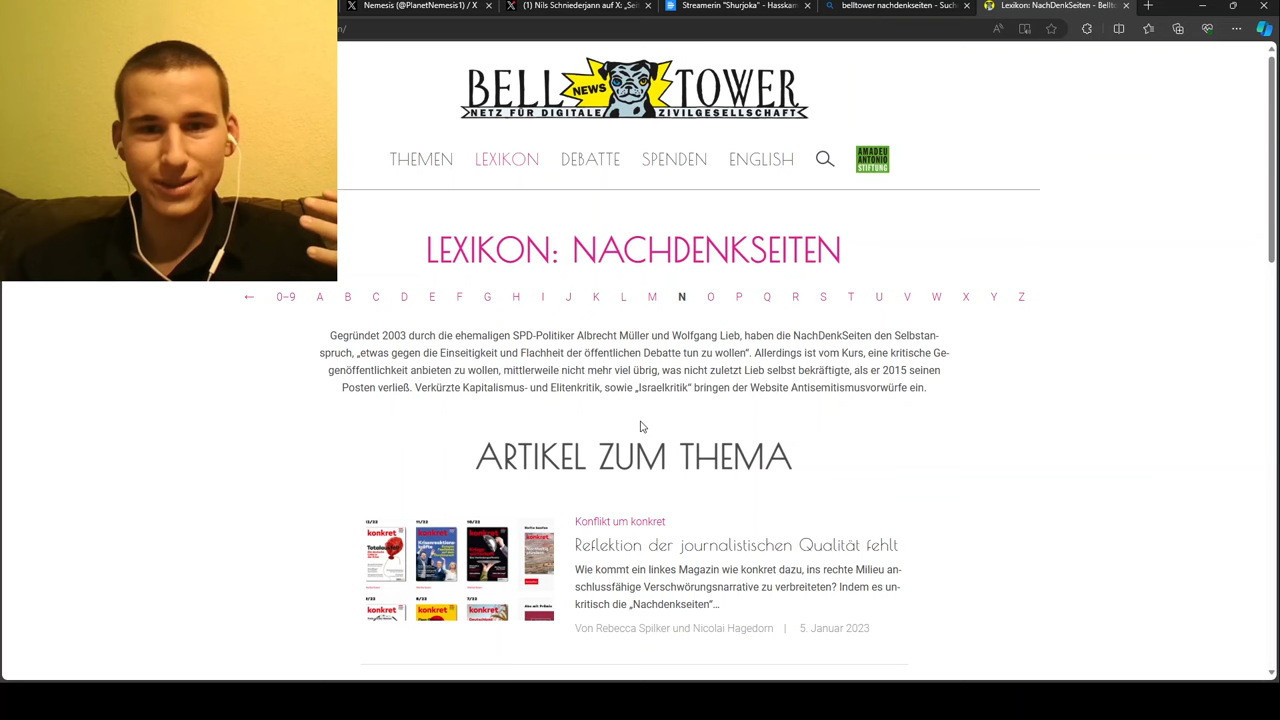 Nemesis (@PlanetNemesis1) / X
(1) Nils Schniederjann auf X: „Sei
Streamerin "Shurjoka" - Hasskam
belltower nachdenkseiten - Such
Lexikon: NachDenkSeiten - Bellto
BELL NEWS TOWER
NETZ FÜR DIGITALE ZIVILGESELLSCHAFT
THEMEN LEXIKON DEBATTE SPENDEN ENGLISH
AMADEU
ANTONIO
STIFTUNG
LEXIKON: NACHDENKSEITEN
← 0–9 A B C D E F G H I J K L M N O P Q R S T U V W X Y Z
Gegründet 2003 durch die ehemaligen SPD-Politiker Albrecht Müller und Wolfgang Lieb, haben die NachDenkSeiten den Selbstan-
spruch, „etwas gegen die Einseitigkeit und Flachheit der öffentlichen Debatte tun zu wollen“. Allerdings ist vom Kurs, eine kritische Ge-
genöffentlichkeit anbieten zu wollen, mittlerweile nicht mehr viel übrig, was nicht zuletzt Lieb selbst bekräftigte, als er 2015 seinen
Posten verließ. Verkürzte Kapitalismus- und Elitenkritik, sowie „Israelkritik“ bringen der Website Antisemitismusvorwürfe ein.
ARTIKEL ZUM THEMA
Konflikt um konkret
Reflektion der journalistischen Qualität fehlt
Wie kommt ein linkes Magazin wie konkret dazu, ins rechte Milieu an-
schlussfähige Verschwörungsnarrative zu verbreiteten? Indem es un-
kritisch die „Nachdenkseiten“…
Von Rebecca Spilker und Nicolai Hagedorn | 5. Januar 2023
konkret konkret konkret konkret